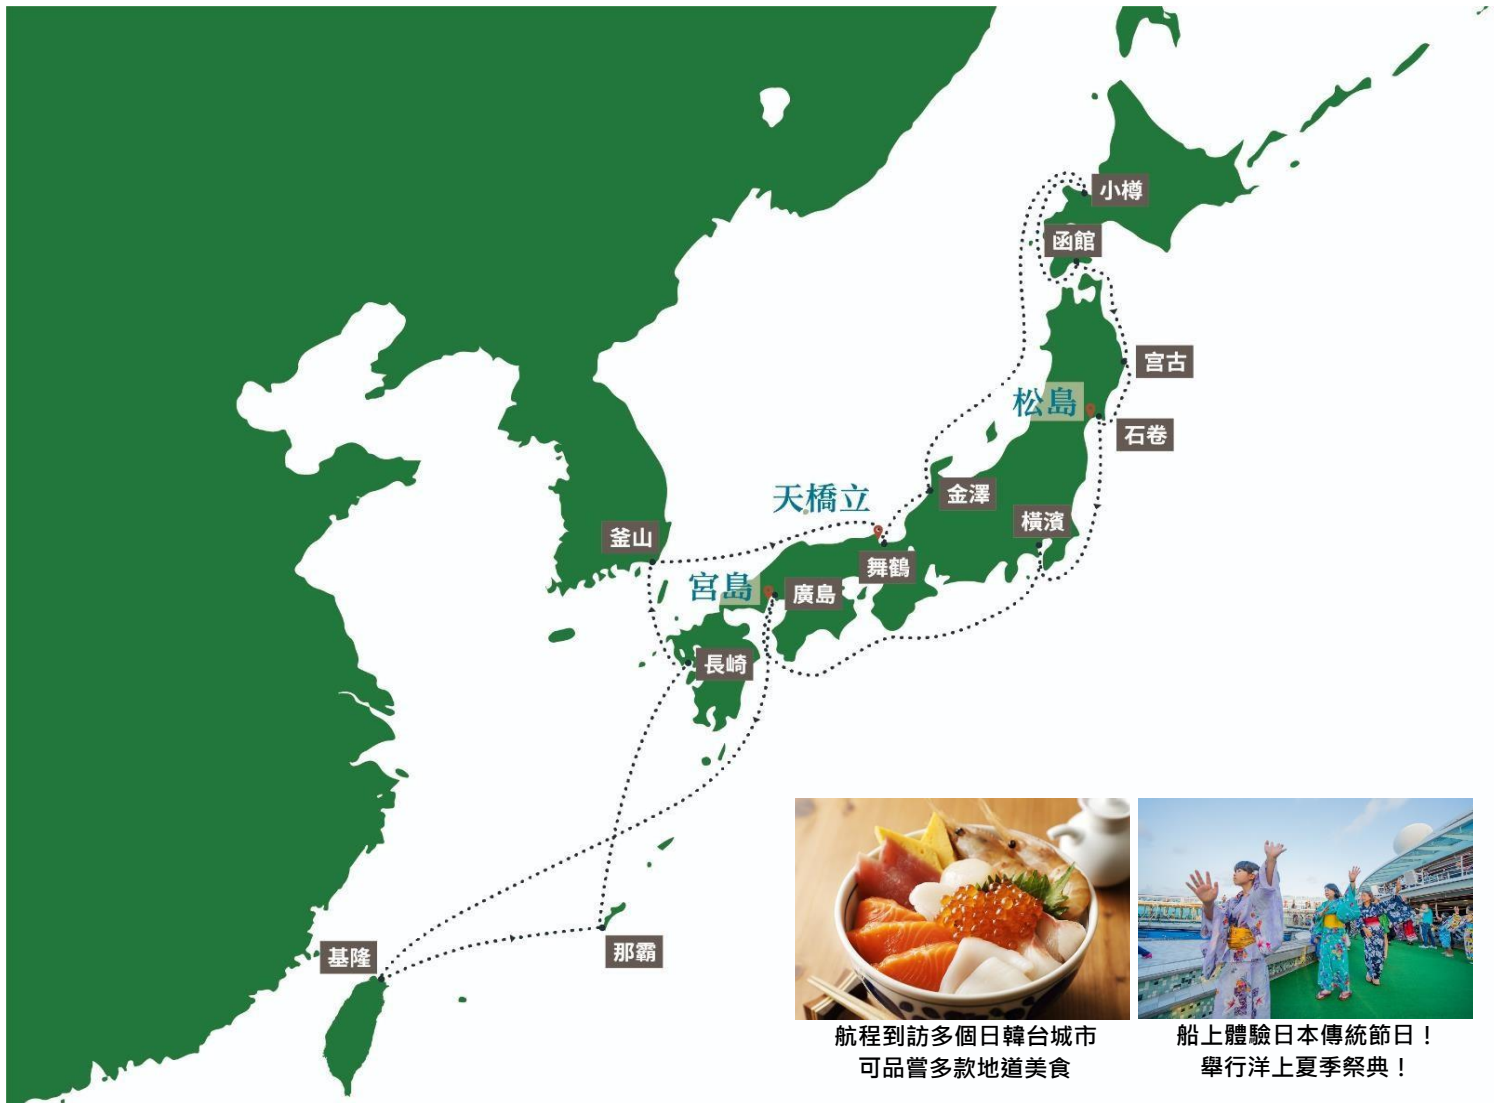 小樽
函館
宮古
松島
石卷
天橋立
金澤
橫濱
釜山
舞鶴
宮島
廣島
長崎
基隆
那霸
航程到訪多個日韓台城市
可品嘗多款地道美食
船上體驗日本傳統節日！
舉行洋上夏季祭典！